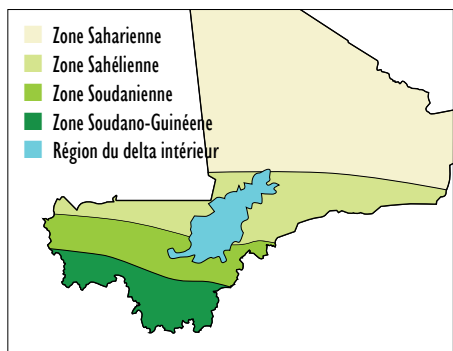 Zone Saharienne
Zone Sahélienne
Zone Soudanienne
Zone Soudano-Guinéene
Région du delta intérieur